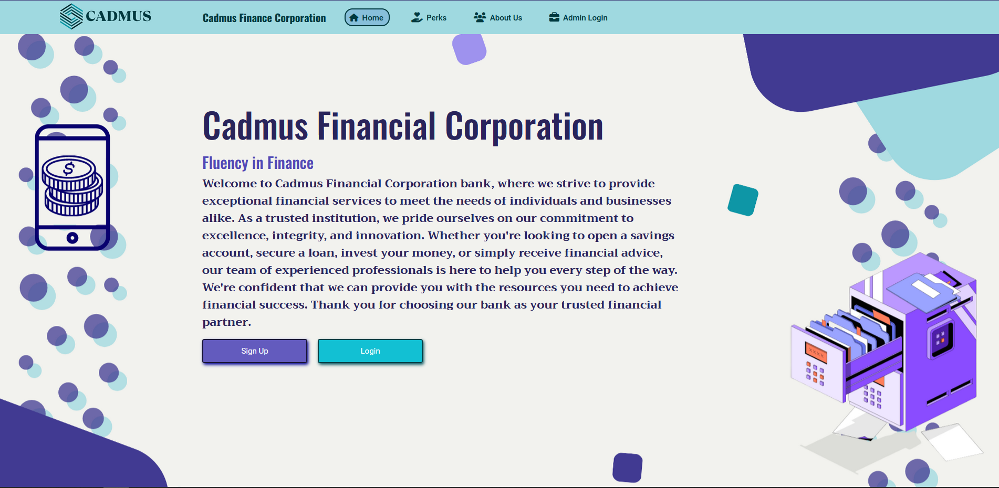 CADMUS
Cadmus Finance Corporation
Home
Perks
About Us
Admin Login
Cadmus Financial Corporation
Fluency in Finance
Welcome to Cadmus Financial Corporation bank, where we strive to provide
exceptional financial services to meet the needs of individuals and businesses
alike. As a trusted institution, we pride ourselves on our commitment to
excellence, integrity, and innovation. Whether you're looking to open a savings
account, secure a loan, invest your money, or simply receive financial advice,
our team of experienced professionals is here to help you every step of the way.
We're confident that we can provide you with the resources you need to achieve
financial success. Thank you for choosing our bank as your trusted financial
partner.
Sign Up
Login
$
XXXX